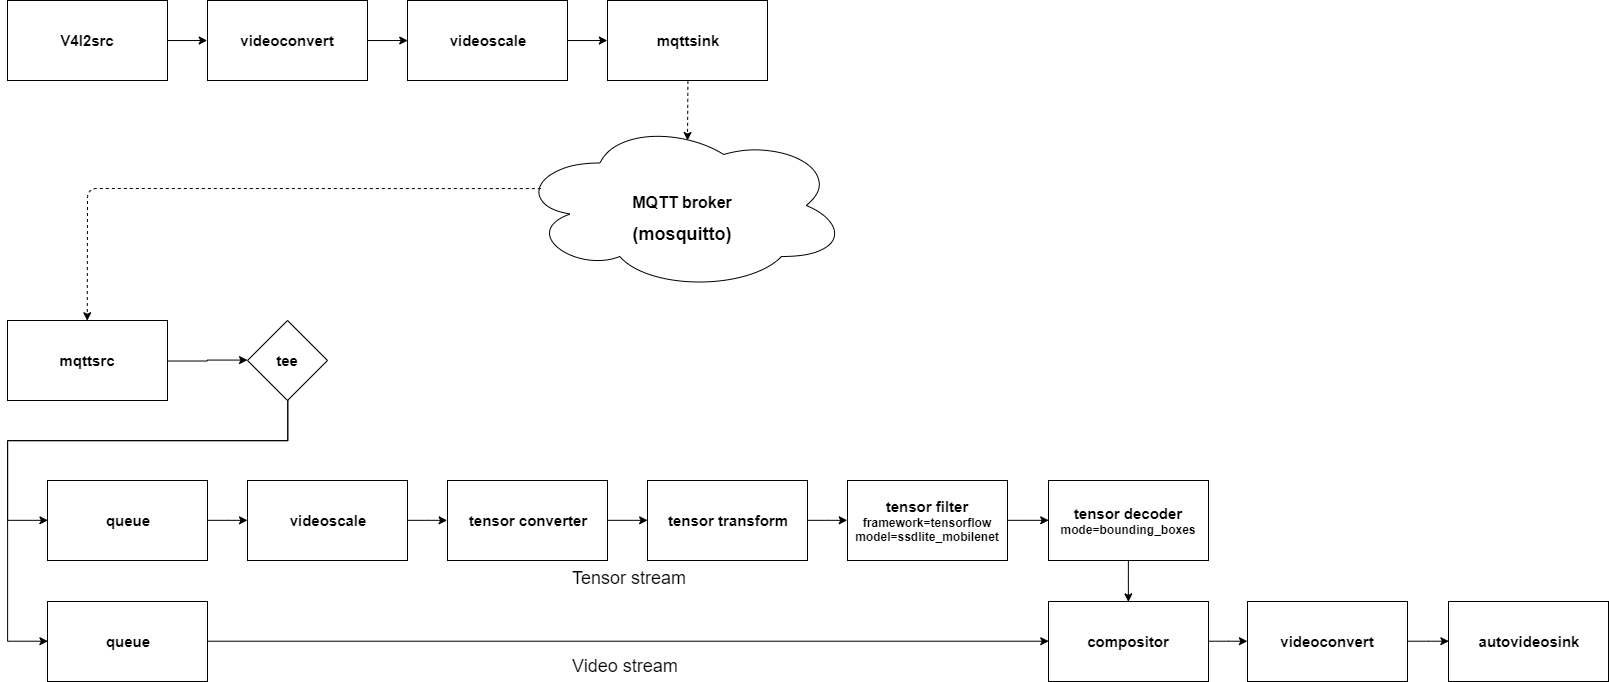 V4l2src
videoconvert
videoscale
mqttsink
MQTT broker
(mosquitto)
mqttsrc
tee
queue
videoscale
tensor converter
tensor transform
tensor filter
framework=tensorflow
model=ssdlite_mobilenet
tensor decoder
mode=bounding_boxes
Tensor stream
queue
compositor
videoconvert
autovideosink
Video stream